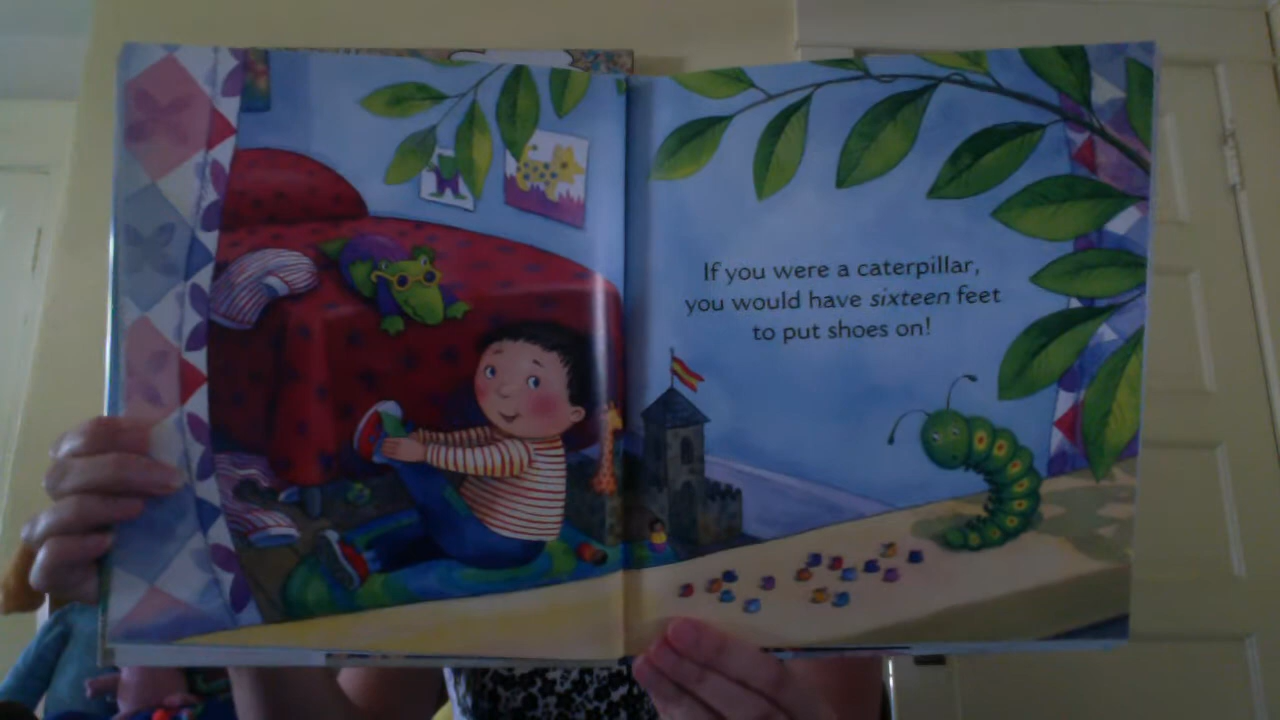 If you were a caterpillar,
you would have sixteen feet
to put shoes on!